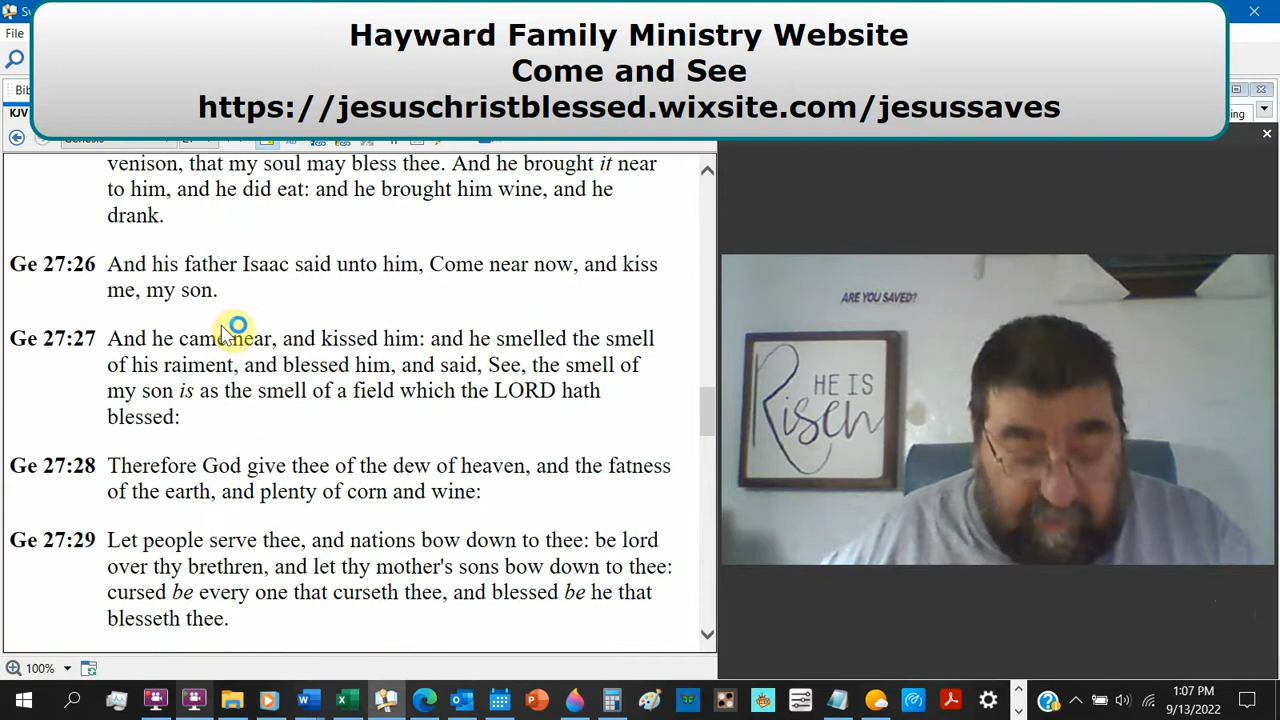 Hayward Family Ministry Website
Come and See
https://jesuschristblessed.wixsite.com/jesussaves
File
KJV
venison, that my soul may bless thee. And he brought it near
to him, and he did eat: and he brought him wine, and he
drank.
Ge 27:26 And his father Isaac said unto him, Come near now, and kiss
me, my son.
Ge 27:27 And he came near, and kissed him: and he smelled the smell
of his raiment, and blessed him, and said, See, the smell of
my son is as the smell of a field which the LORD hath
blessed:
Ge 27:28 Therefore God give thee of the dew of heaven, and the fatness
of the earth, and plenty of corn and wine:
Ge 27:29 Let people serve thee, and nations bow down to thee: be lord
over thy brethren, and let thy mother's sons bow down to thee:
cursed be every one that curseth thee, and blessed be he that
blesseth thee.
ARE YOU SAVED?
HE IS
Risen
100%
1:07 PM
9/13/2022